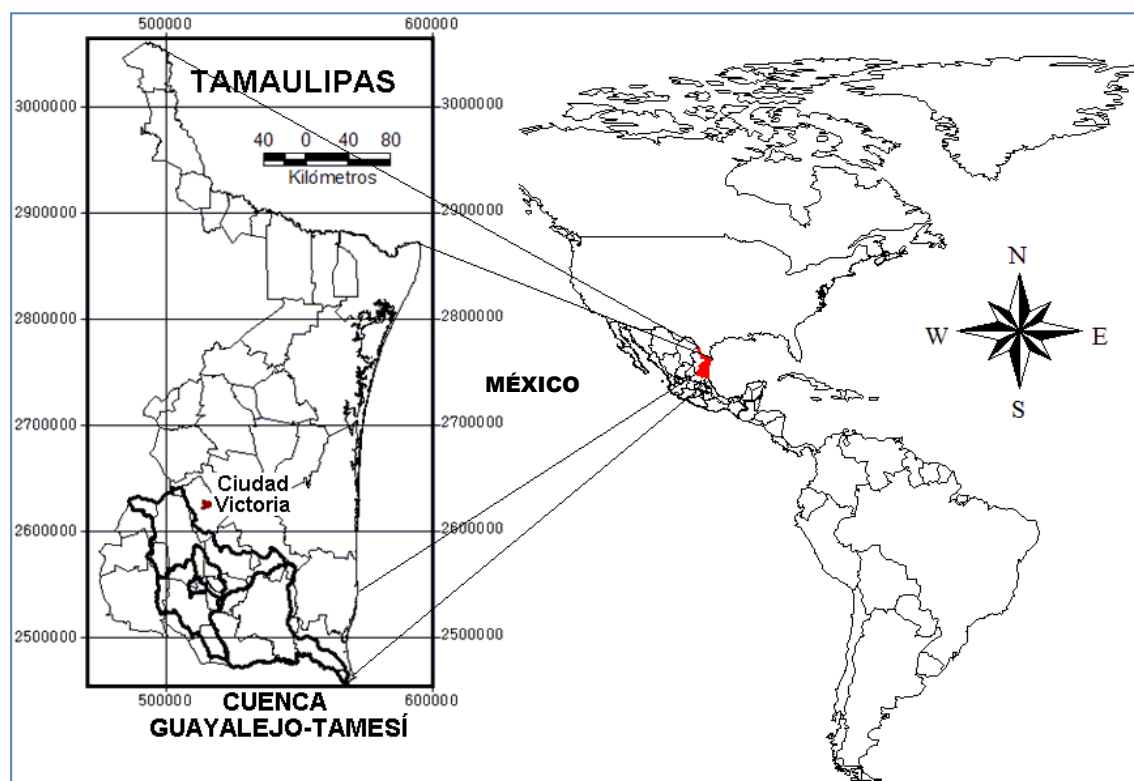 500000
600000
TAMAULIPAS
3000000
3000000
40 0 40 80
Kilómetros
2900000
2900000
2800000
2800000
N
W
E
S
MÉXICO
2700000
2700000
Ciudad
Victoria
2600000
2600000
2500000
2500000
500000
600000
CUENCA
GUAYALEJO-TAMESÍ